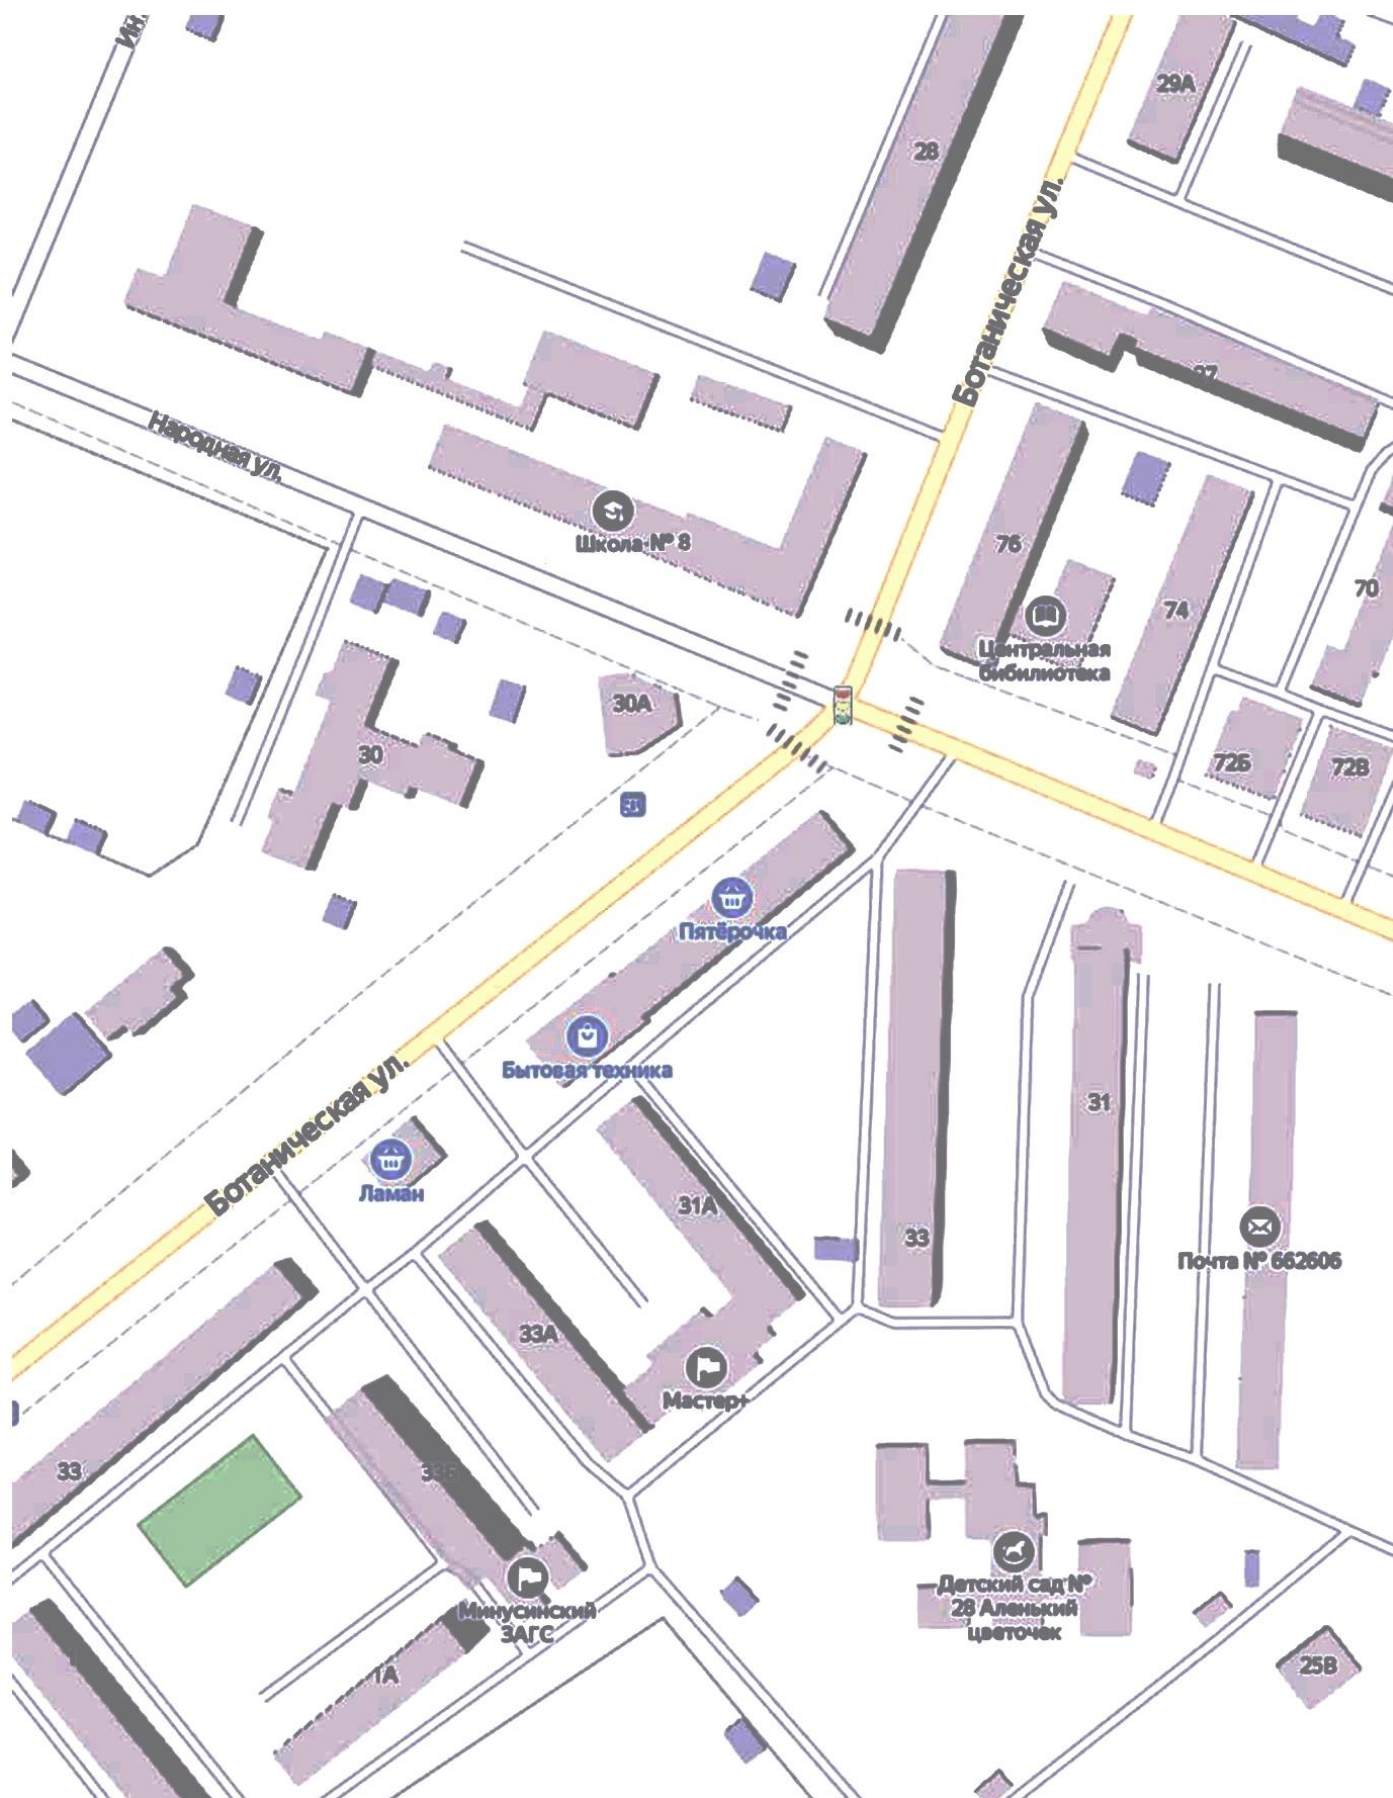 29А
28
Ботаническая ул.
Народная ул.
Школа № 8
76
74
70
Центральная
бибилиотека
30А
30
72Б
72В
Пятёрочка
Бытовая техника
Ботаническая ул.
Ламан
31
31А
33
Почта № 662606
33А
Мастер+
33
Детский сад №
28 Аленький
цветочек
Минусинский
ЗАГС
25В